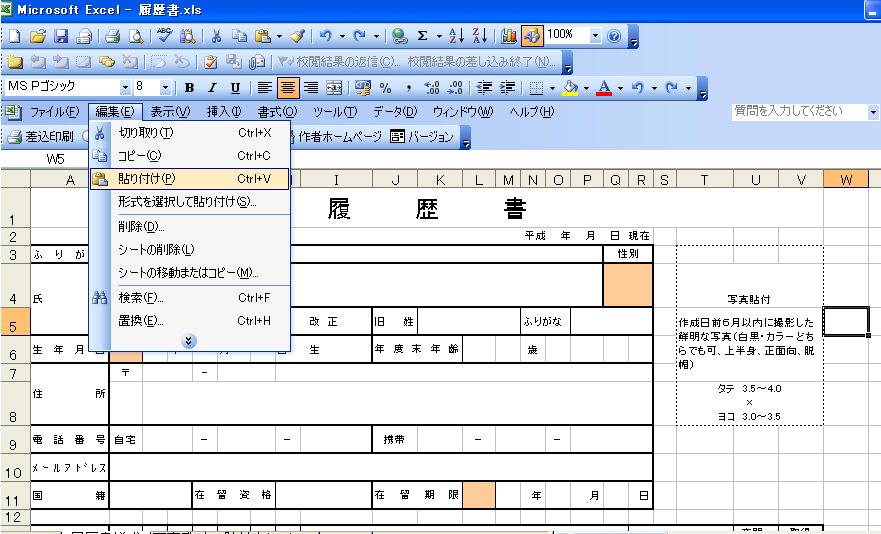 Microsoft Excel - 履歴書.xls
100%
校閲結果の返信(C)... 校閲結果の差し込み終了(N)...
MS Pゴシック 8 B I U
ファイル(F) 編集(E) 表示(V) 挿入(I) 書式(O) ツール(T) データ(D) ウィンドウ(W) ヘルプ(H) 質問を入力してください
差込印刷 作者ホームページ バージョン
W5
切り取り(T) Ctrl+X
コピー(C) Ctrl+C
貼り付け(P) Ctrl+V
形式を選択して貼り付け(S)...
削除(D)...
シートの削除(L)
シートの移動またはコピー(M)...
検索(F)... Ctrl+F
置換(E)... Ctrl+H
A I J K L M N O P Q R S T U V W
1 履 歴 書
2 平成 年 月 日 現在
3 ふ り が 性別
4 氏 写真貼付
5 改 正 旧 姓 ふりがな
作成日前6月以内に撮影した
鮮明な写真(白黒・カラーどち
らでも可、上半身、正面向、脱
帽)
6 生 年 月 生 年 度 末 年 齢 歳
7 〒 −
タテ 3.5～4.0
×
ヨコ 3.0～3.5
8 住 所
9 電 話 番 号 自宅 − − 携帯 − −
10 メールアドレス
11 国 籍 在 留 資 格 在 留 期 限 年 月 日
12